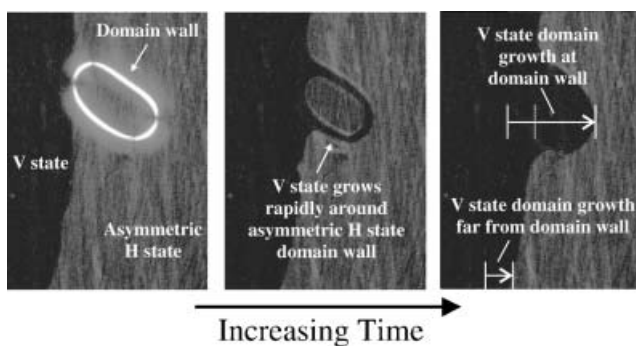 Domain wall
V state
Asymmetric
H state
V state grows
rapidly around
asymmetric H state
domain wall
V state domain
growth at
domain wall
V state domain growth
far from domain wall
Increasing Time